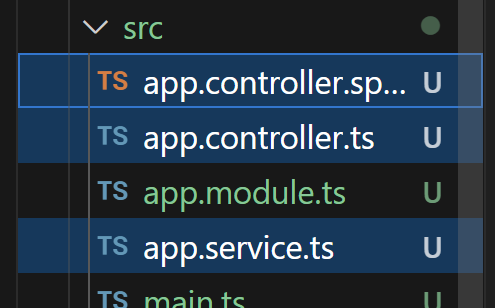 src
TS app.controller.sp... U
TS app.controller.ts U
TS app.module.ts U
TS app.service.ts U
TS main.ts U